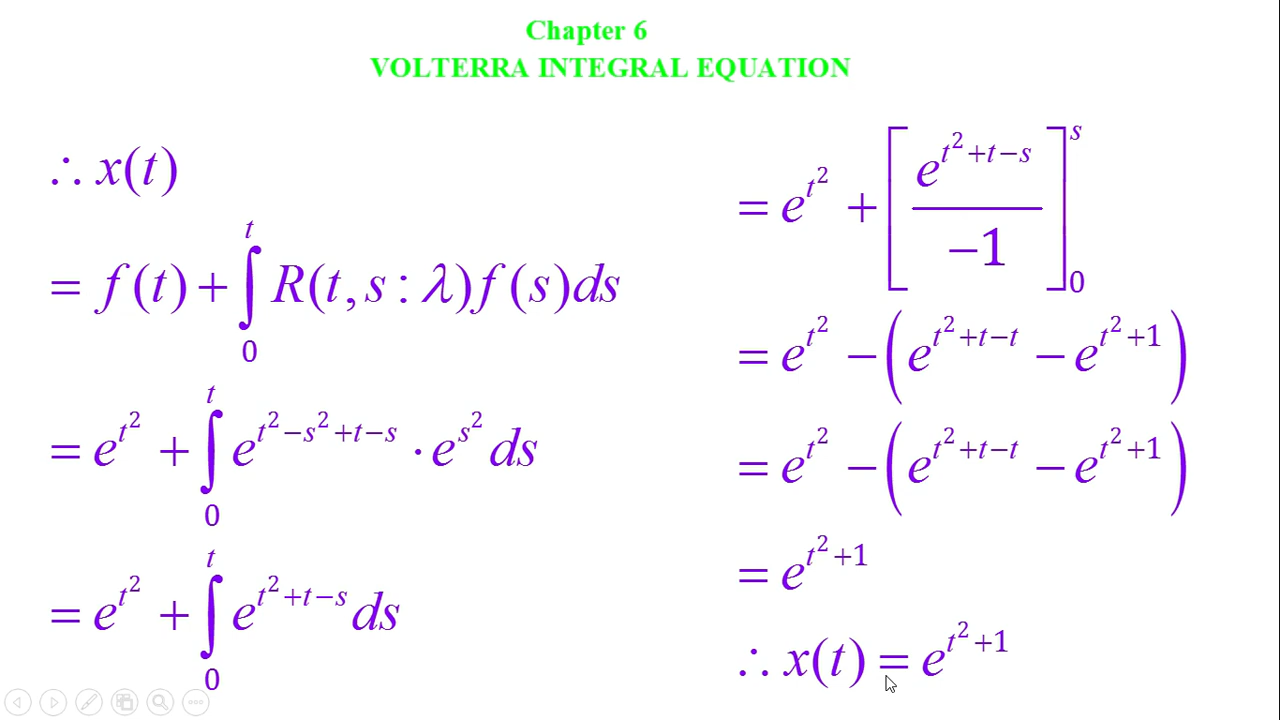 Chapter 6
VOLTERRA INTEGRAL EQUATION
∴ x(t)
= f(t) + ∫₀ᵗ R(t, s : λ)f(s)ds
= e^{t²} + ∫₀ᵗ e^{t²−s²+t−s} · e^{s²} ds
= e^{t²} + ∫₀ᵗ e^{t²+t−s} ds
= e^{t²} + [e^{t²+t−s} / −1]₀ˢ
= e^{t²} − (e^{t²+t−t} − e^{t²+1})
= e^{t²} − (e^{t²+t−t} − e^{t²+1})
= e^{t²+1}
∴ x(t) = e^{t²+1}